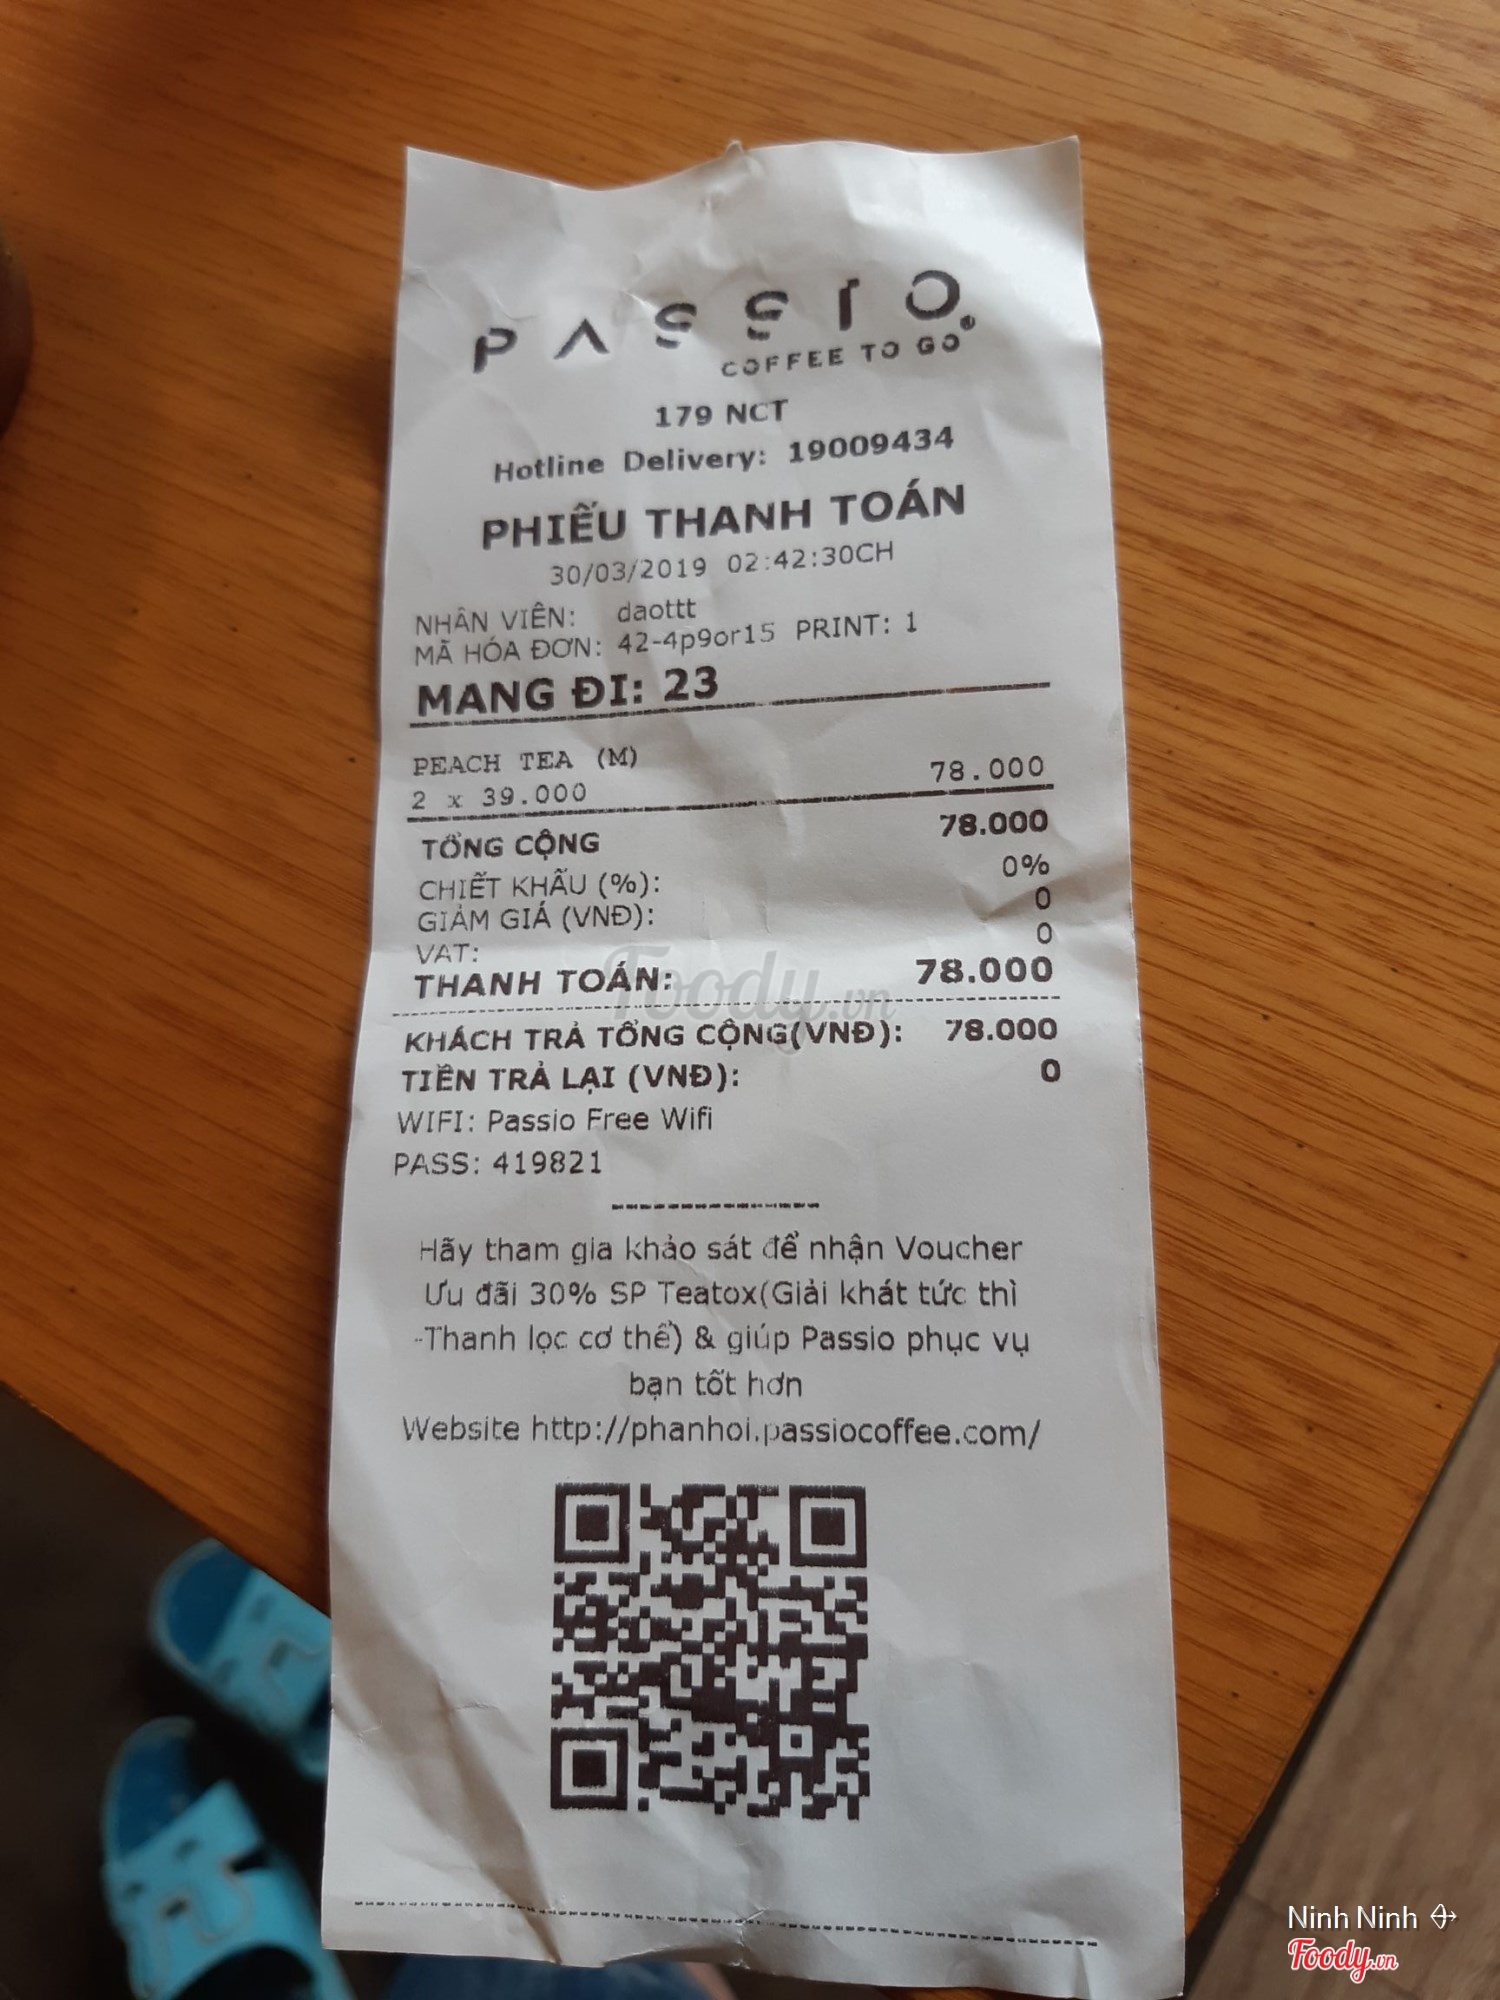 PASSIO
COFFEE TO GO
179 NCT
Hotline Delivery: 19009434
PHIẾU THANH TOÁN
30/03/2019 02:42:30CH
NHÂN VIÊN: daottt
MÃ HÓA ĐƠN: 42-4p9or15 PRINT: 1
MANG ĐI: 23
PEACH TEA (M)
2 x 39.000 78.000
TỔNG CỘNG 78.000
CHIẾT KHẤU (%): 0%
GIẢM GIÁ (VNĐ): 0
VAT: 0
THANH TOÁN: 78.000
KHÁCH TRẢ TỔNG CỘNG(VNĐ): 78.000
TIỀN TRẢ LẠI (VNĐ): 0
WIFI: Passio Free Wifi
PASS: 419821
Hãy tham gia khảo sát để nhận Voucher
Ưu đãi 30% SP Teatox(Giải khát tức thì
-Thanh lọc cơ thể) & giúp Passio phục vụ
bạn tốt hơn
Website http://phanhoi.passiocoffee.com/
Foody.vn
Ninh Ninh
Foody.vn